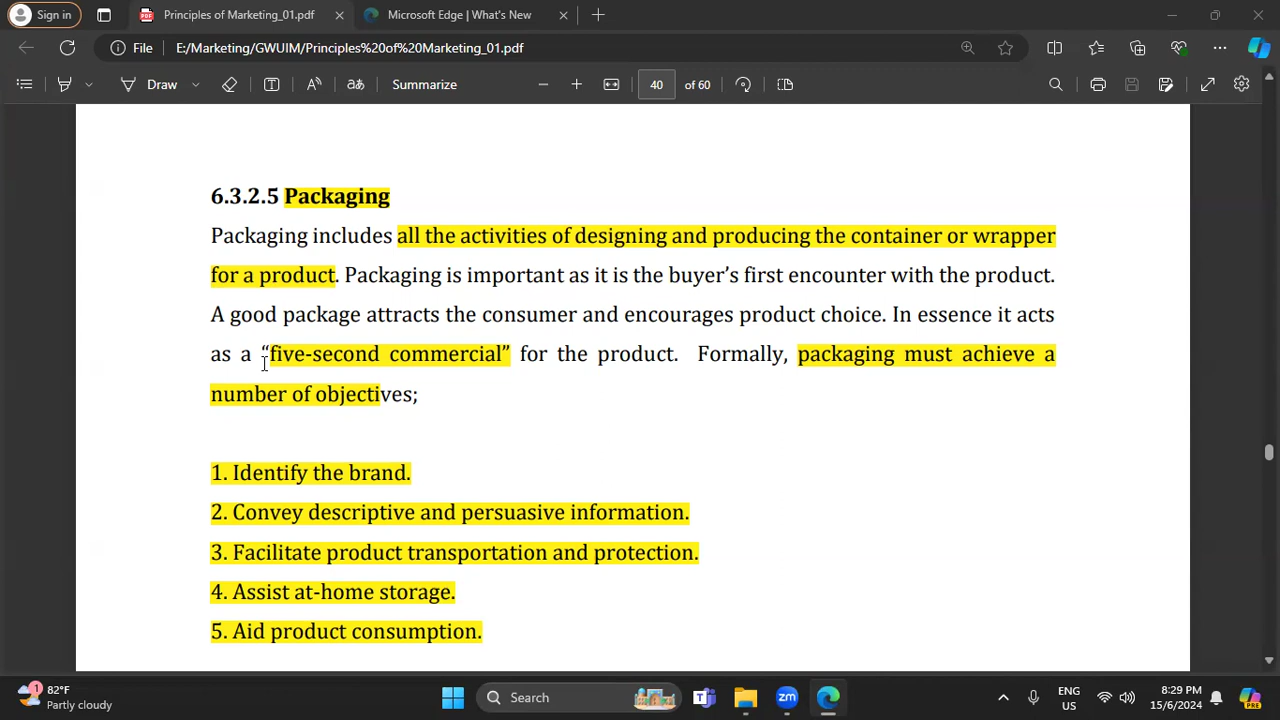 Sign in
Principles of Marketing_01.pdf
Microsoft Edge | What's New
File
E:/Marketing/GWUIM/Principles%20of%20Marketing_01.pdf
Draw
Summarize
40
of 60
6.3.2.5 Packaging
Packaging includes all the activities of designing and producing the container or wrapper
for a product. Packaging is important as it is the buyer’s first encounter with the product.
A good package attracts the consumer and encourages product choice. In essence it acts
as a “five-second commercial” for the product. Formally, packaging must achieve a
number of objectives;
1. Identify the brand.
2. Convey descriptive and persuasive information.
3. Facilitate product transportation and protection.
4. Assist at-home storage.
5. Aid product consumption.
1
82°F
Partly cloudy
Search
zm
ENG
US
8:29 PM
15/6/2024
PRE